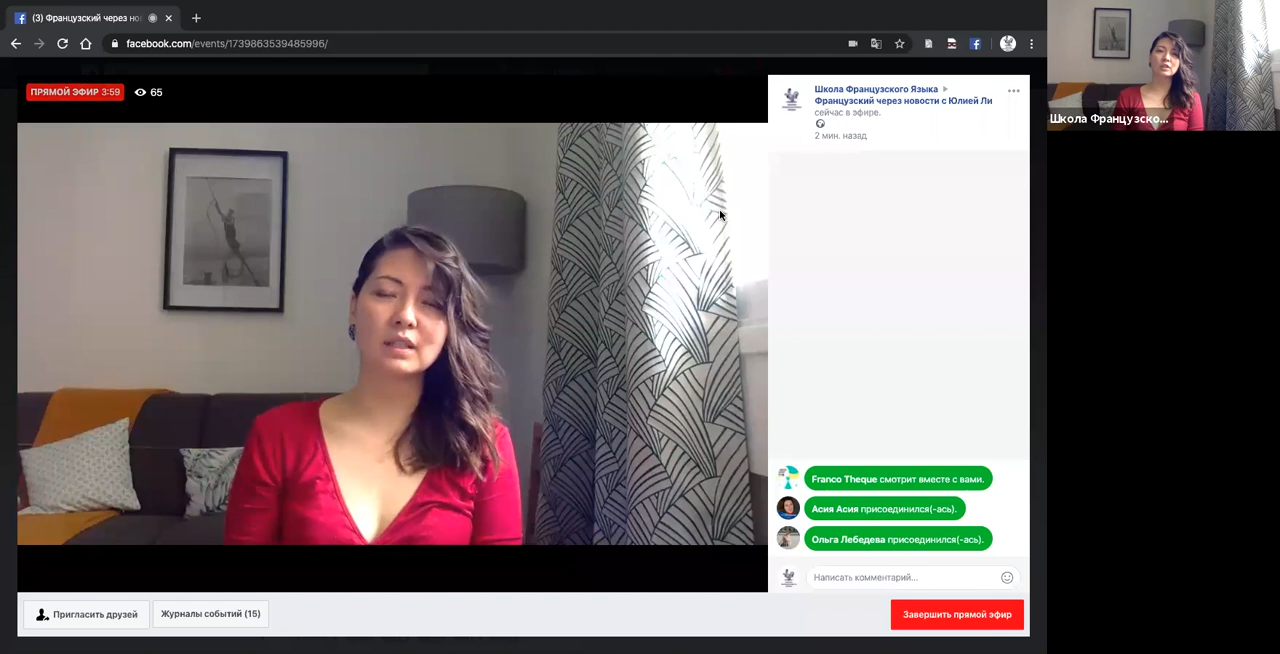 (3) Французский через но
facebook.com/events/1739863539485996/
ПРЯМОЙ ЭФИР 3:59
65
Школа Французского Языка
Французский через новости с Юлией Ли
сейчас в эфире.
2 мин. назад
Franco Theque смотрит вместе с вами.
Асия Асия присоединился(-ась).
Ольга Лебедева присоединился(-ась).
Написать комментарий...
Пригласить друзей
Журналы событий (15)
Завершить прямой эфир
Школа Французско...